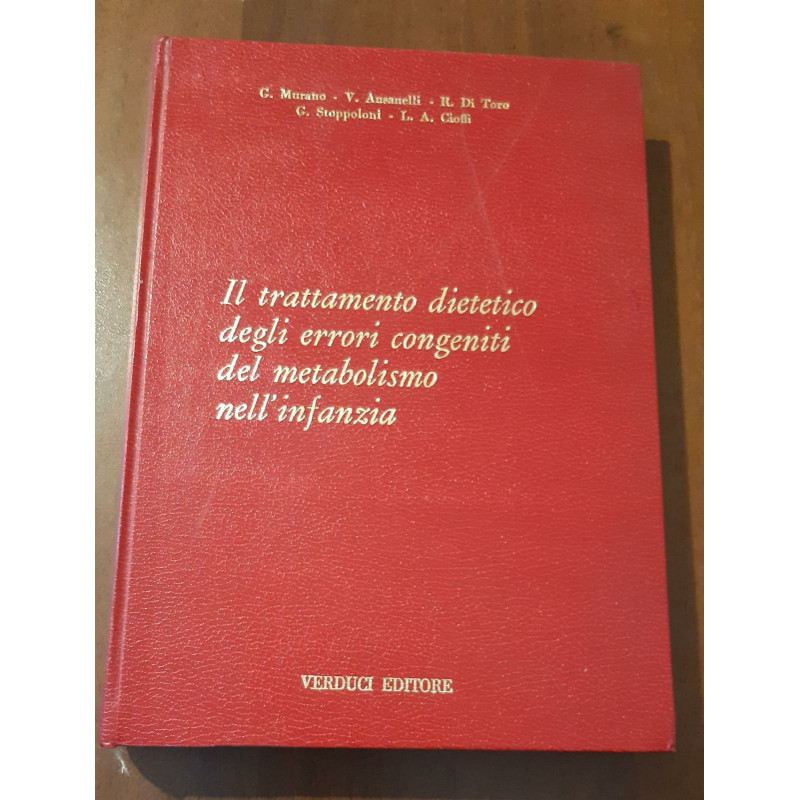 G. Murano - V. Ansanelli - R. Di Toro
G. Stoppoloni - L. A. Cioffi
Il trattamento dietetico
degli errori congeniti
del metabolismo
nell'infanzia
VERDUCI EDITORE